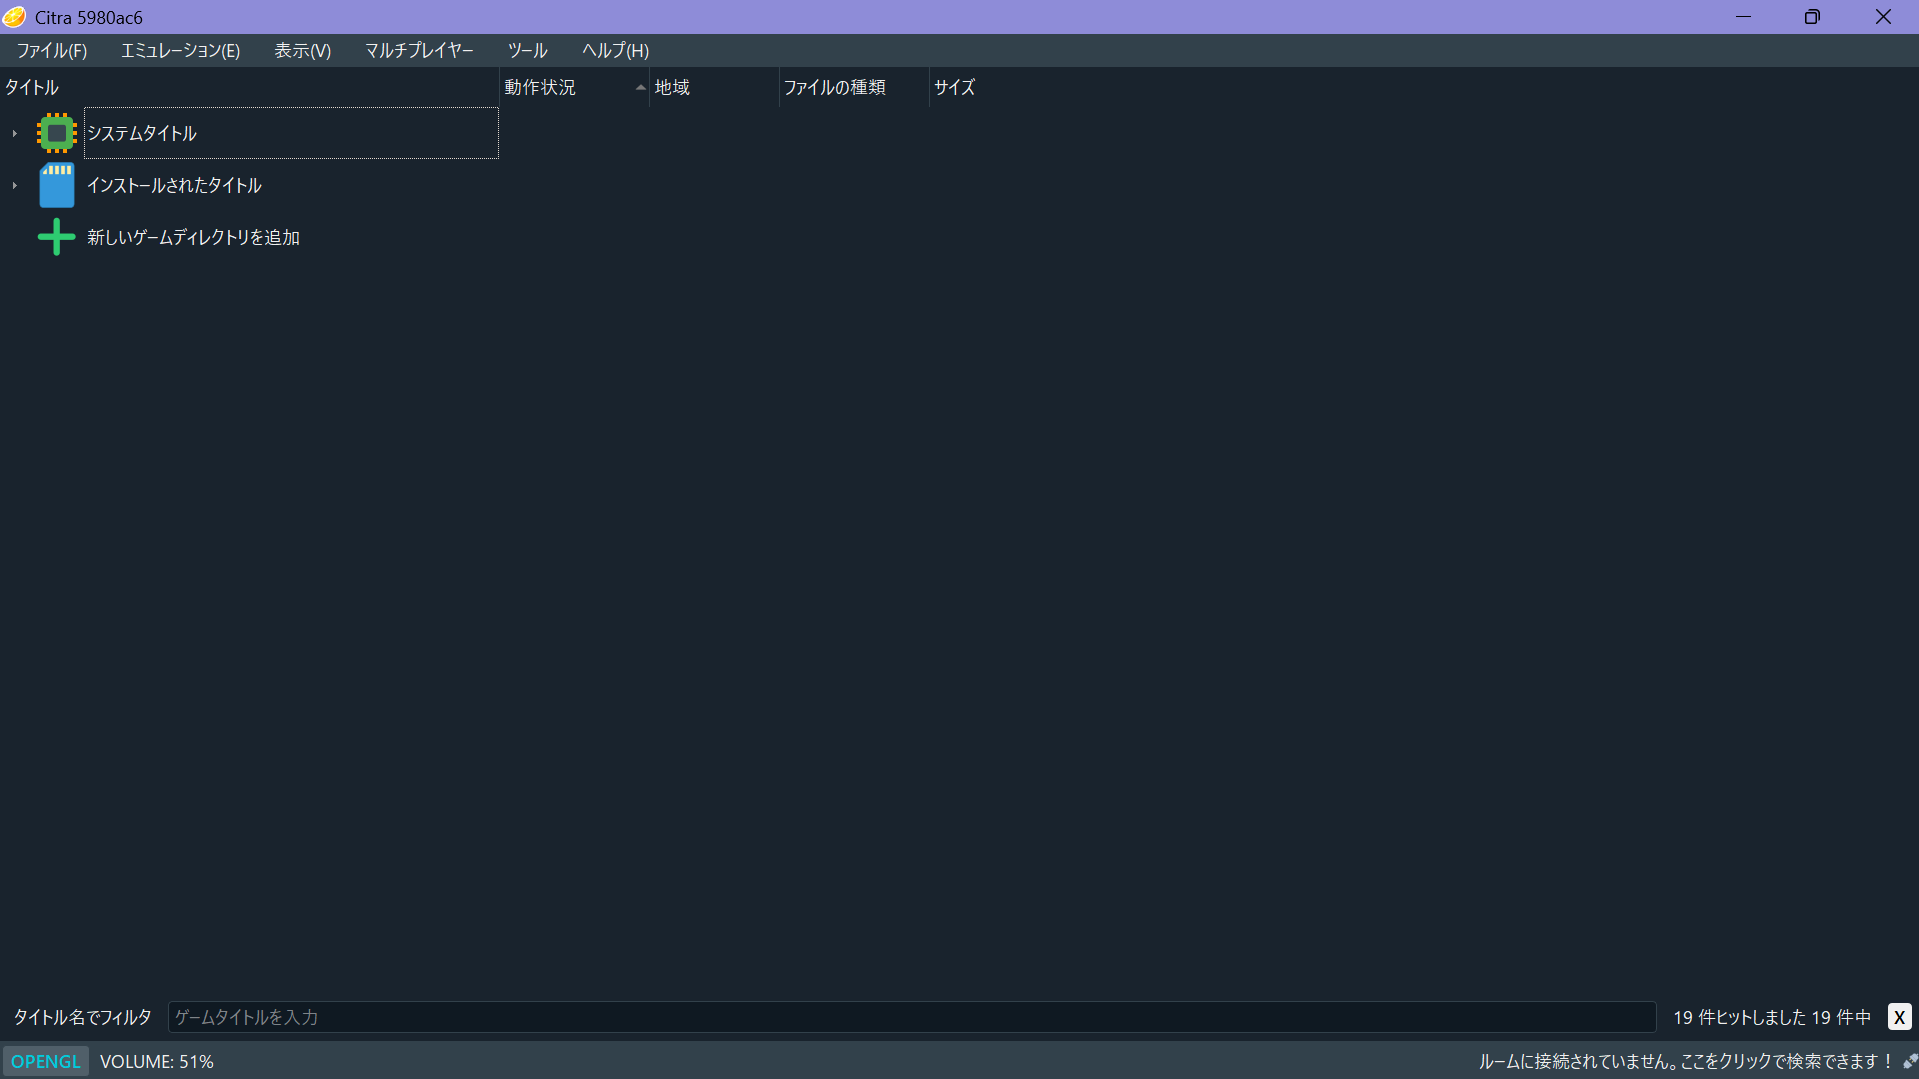 Citra 5980ac6
ファイル(F) エミュレーション(E) 表示(V) マルチプレイヤー ツール ヘルプ(H)
タイトル 動作状況 地域 ファイルの種類 サイズ
システムタイトル
インストールされたタイトル
新しいゲームディレクトリを追加
タイトル名でフィルタ ゲームタイトルを入力 19 件ヒットしました 19 件中 X
OPENGL VOLUME: 51% ルームに接続されていません。ここをクリックで検索できます！